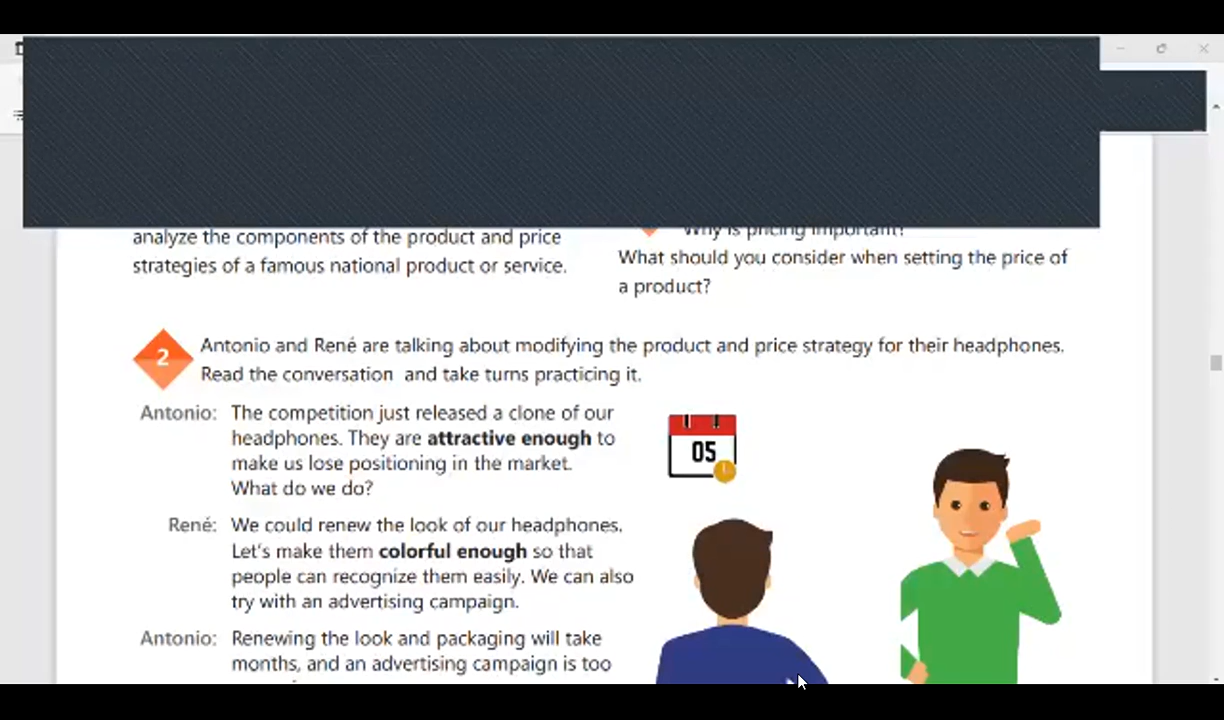 analyze the components of the product and price
strategies of a famous national product or service.
Why is pricing important?
What should you consider when setting the price of
a product?
2
Antonio and René are talking about modifying the product and price strategy for their headphones.
Read the conversation and take turns practicing it.
Antonio: The competition just released a clone of our
headphones. They are attractive enough to
make us lose positioning in the market.
What do we do?
René: We could renew the look of our headphones.
Let's make them colorful enough so that
people can recognize them easily. We can also
try with an advertising campaign.
Antonio: Renewing the look and packaging will take
months, and an advertising campaign is too
05